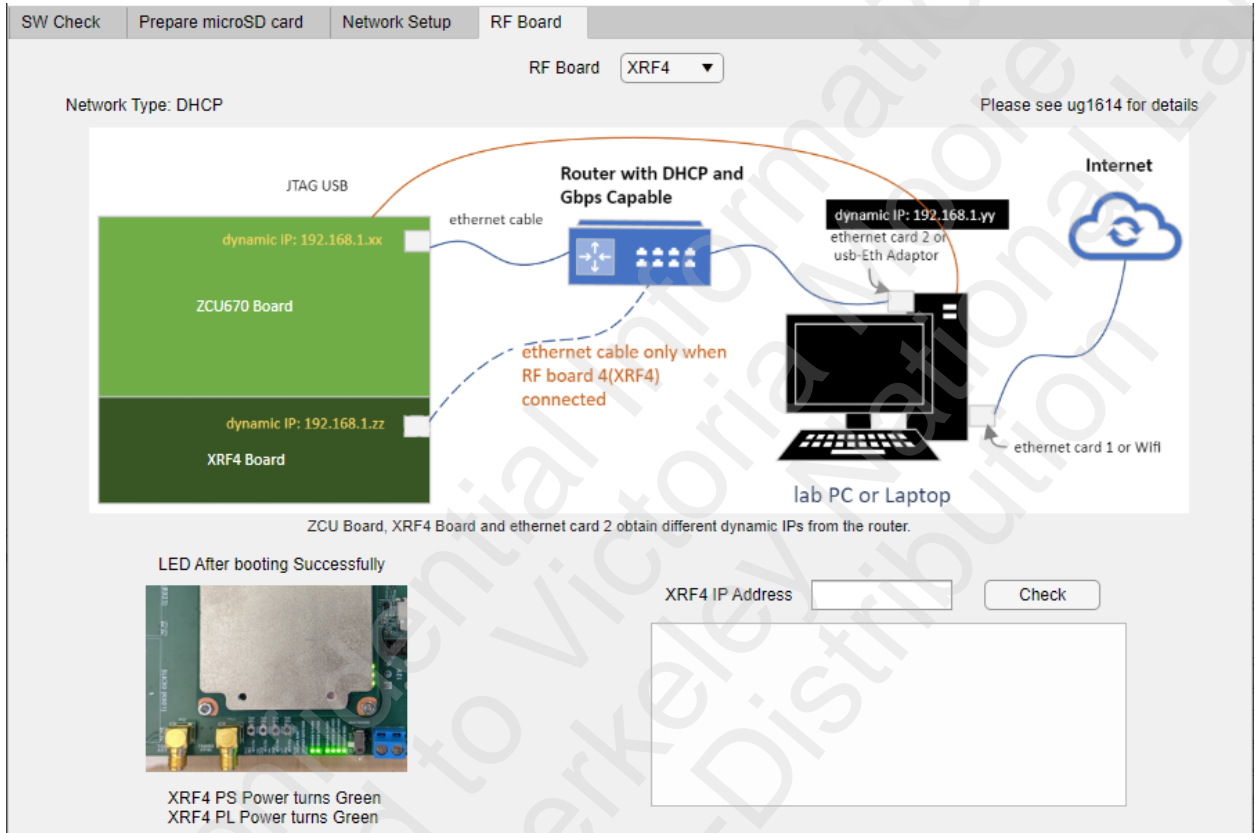 SW Check
Prepare microSD card
Network Setup
RF Board
RF Board
XRF4
Network Type: DHCP
Please see ug1614 for details
JTAG USB
Router with DHCP and
Gbps Capable
Internet
ethernet cable
dynamic IP: 192.168.1.yy
ethernet card 2 or
usb-Eth Adaptor
dynamic IP: 192.168.1.xx
ZCU670 Board
ethernet cable only when
RF board 4(XRF4)
connected
dynamic IP: 192.168.1.zz
XRF4 Board
ethernet card 1 or Wifi
lab PC or Laptop
ZCU Board, XRF4 Board and ethernet card 2 obtain different dynamic IPs from the router.
LED After booting Successfully
XRF4 IP Address
Check
XRF4 PS Power turns Green
XRF4 PL Power turns Green